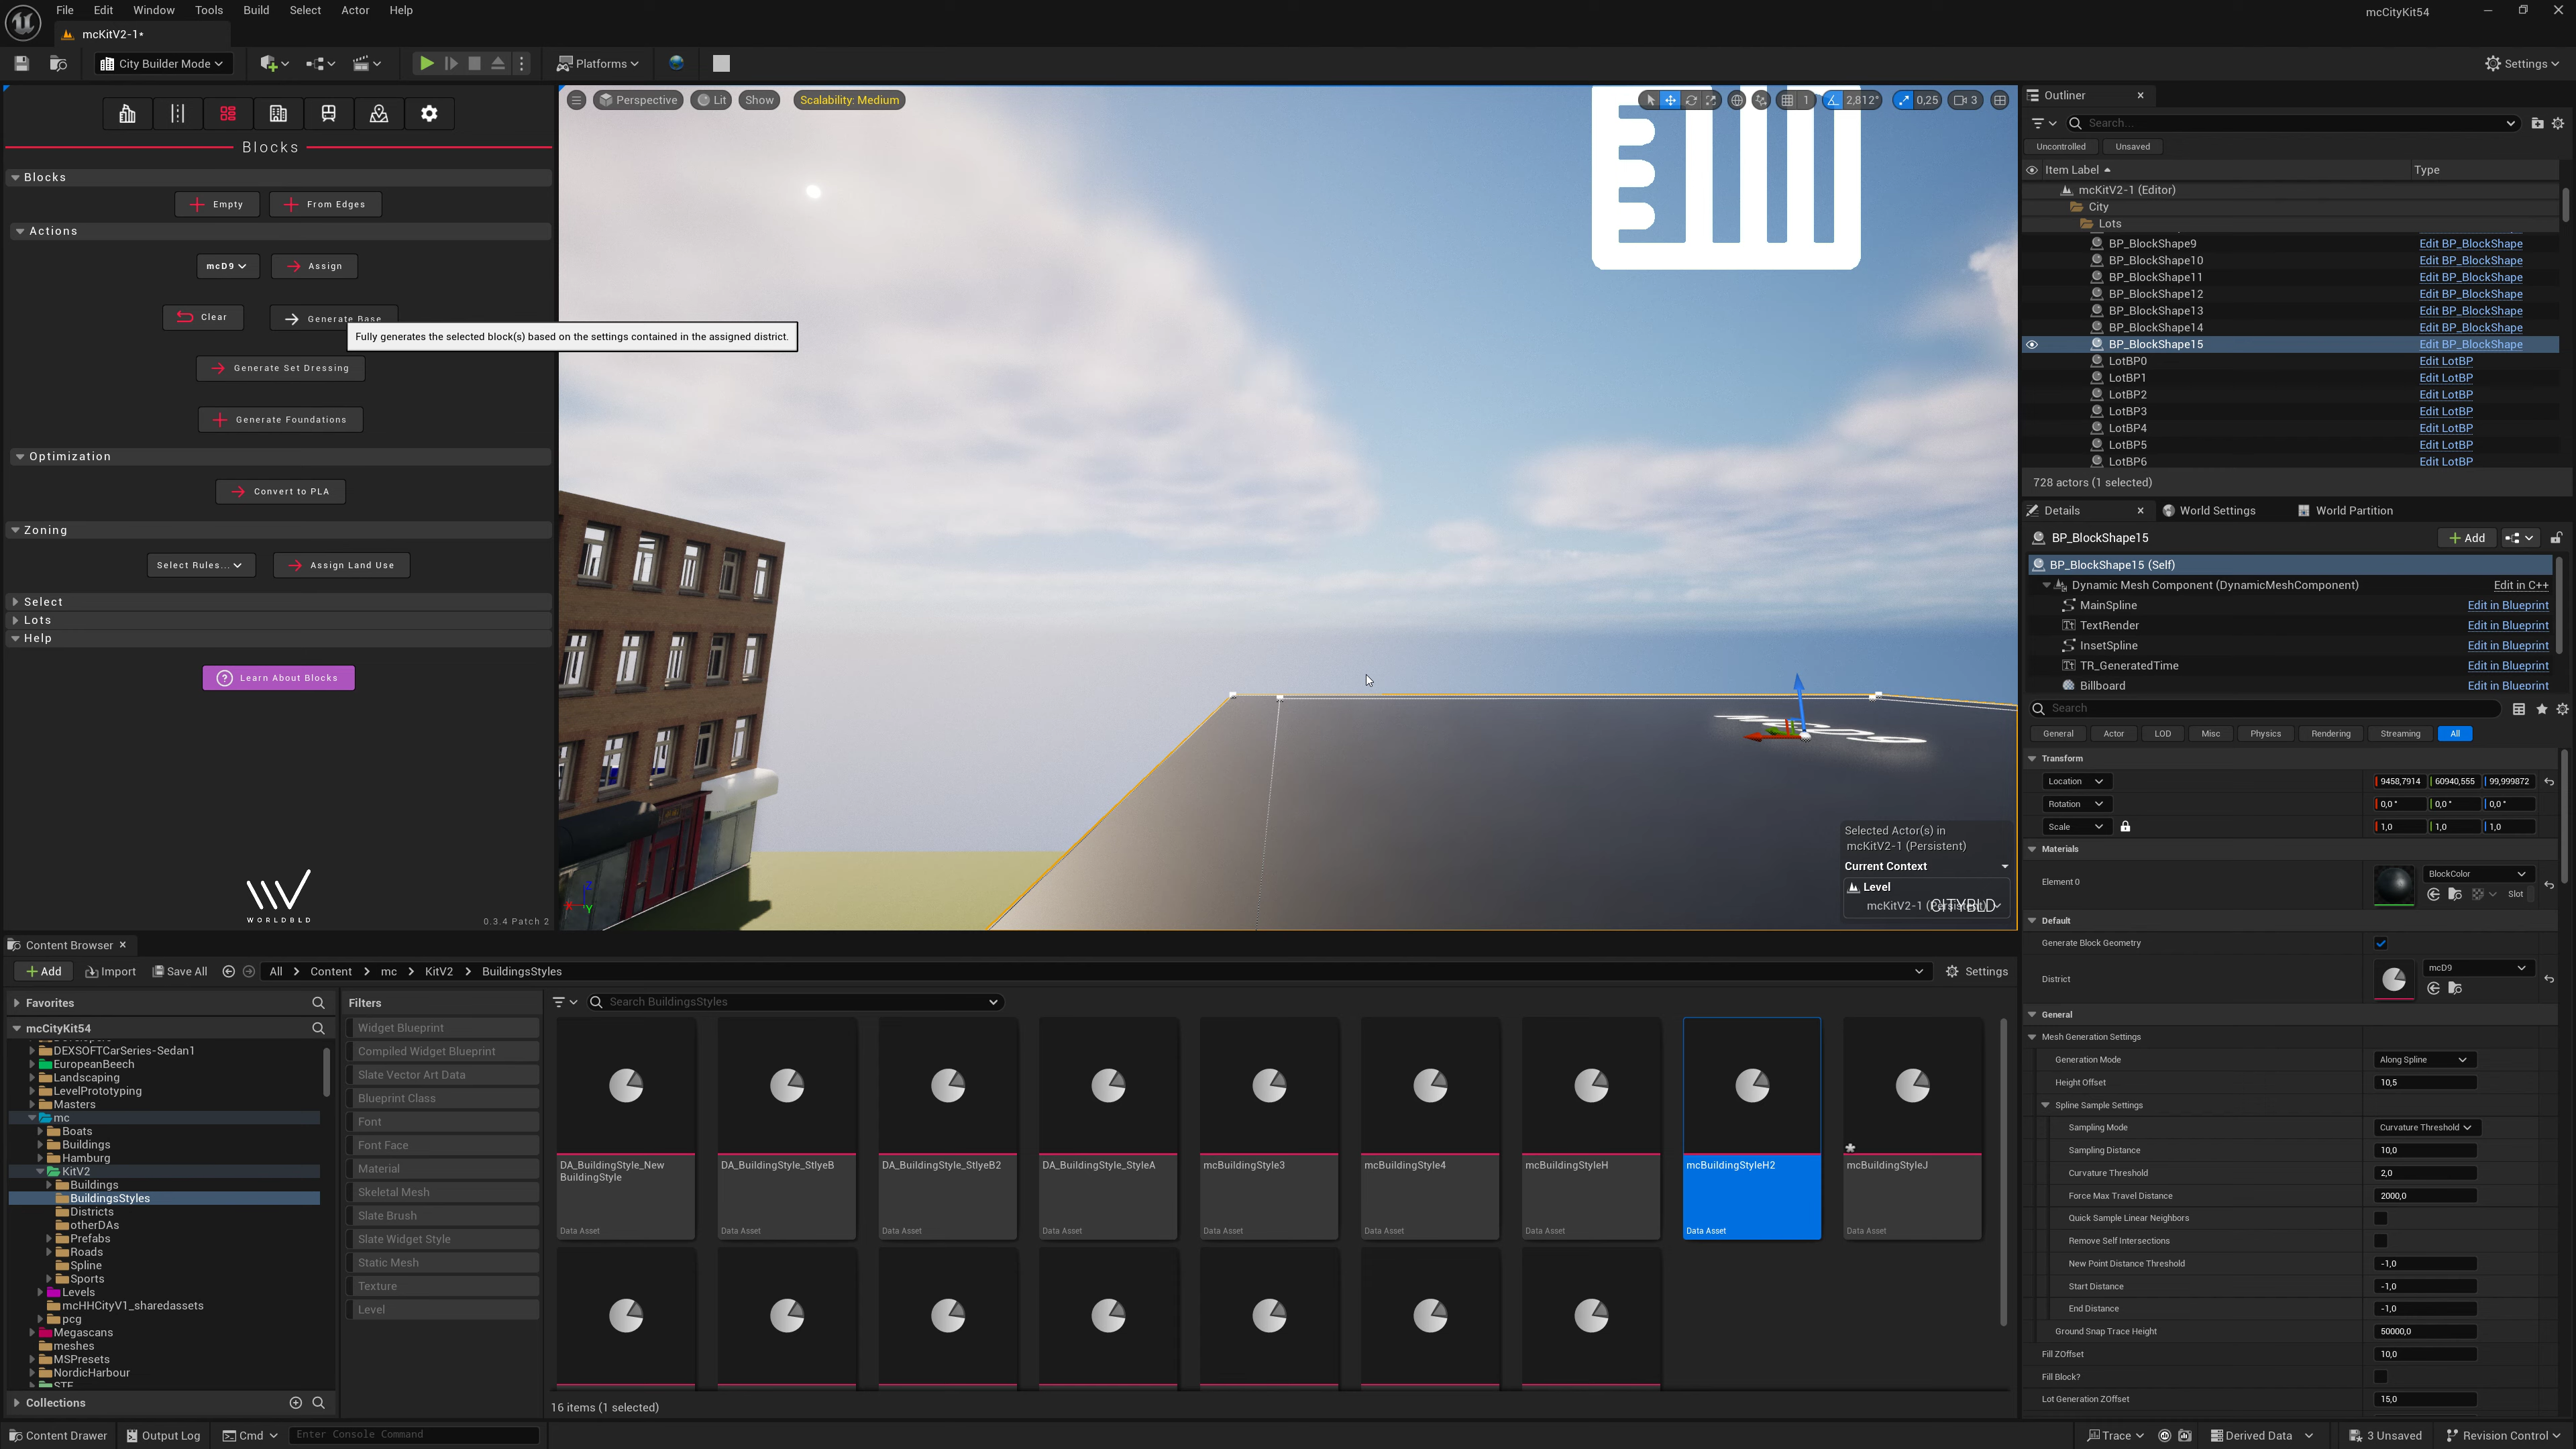 File Edit Window Tools Build Select Actor Help
mcCityKit54
mcKitV2-1*
City Builder Mode
Platforms
Settings
Blocks
Blocks
Empty
From Edges
Actions
mcD9
Assign
Clear
Generate Base
Fully generates the selected block(s) based on the settings contained in the assigned district.
Generate Set Dressing
Generate Foundations
Optimization
Convert to PLA
Zoning
Select Rules...
Assign Land Use
Select
Lots
Help
Learn About Blocks
WORLDBLD
0.3.4 Patch 2
Perspective
Lit
Show
Scalability: Medium
1
2,812°
0,25
3
Selected Actor(s) in
mcKitV2-1 (Persistent)
Current Context
Level
mcKitV2-1 (Persistent)
CITYBLD
Outliner
Search...
Uncontrolled
Unsaved
Item Label
Type
mcKitV2-1 (Editor)
City
Lots
BP_BlockShape9 Edit BP_BlockShape
BP_BlockShape10 Edit BP_BlockShape
BP_BlockShape11 Edit BP_BlockShape
BP_BlockShape12 Edit BP_BlockShape
BP_BlockShape13 Edit BP_BlockShape
BP_BlockShape14 Edit BP_BlockShape
BP_BlockShape15 Edit BP_BlockShape
LotBP0 Edit LotBP
LotBP1 Edit LotBP
LotBP2 Edit LotBP
LotBP3 Edit LotBP
LotBP4 Edit LotBP
LotBP5 Edit LotBP
LotBP6 Edit LotBP
728 actors (1 selected)
Details
World Settings
World Partition
BP_BlockShape15
Add
BP_BlockShape15 (Self)
Dynamic Mesh Component (DynamicMeshComponent) Edit in C++
MainSpline Edit in Blueprint
TextRender Edit in Blueprint
InsetSpline Edit in Blueprint
TR_GeneratedTime Edit in Blueprint
Billboard Edit in Blueprint
Search
General Actor LOD Misc Physics Rendering Streaming All
Transform
Location 9458,7914 60940,555 99,999872
Rotation 0,0° 0,0° 0,0°
Scale 1,0 1,0 1,0
Materials
Element 0
BlockColor
Slot
Default
Generate Block Geometry
District
mcD9
General
Mesh Generation Settings
Generation Mode Along Spline
Height Offset 10,5
Spline Sample Settings
Sampling Mode Curvature Threshold
Sampling Distance 10,0
Curvature Threshold 2,0
Force Max Travel Distance 2000,0
Quick Sample Linear Neighbors
Remove Self Intersections
New Point Distance Threshold -1,0
Start Distance -1,0
End Distance -1,0
Ground Snap Trace Height 50000,0
Fill ZOffset 10,0
Fill Block?
Lot Generation ZOffset 15,0
Content Browser
Add
Import
Save All
All > Content > mc > KitV2 > BuildingsStyles
Settings
Favorites
mcCityKit54
DEXSOFTCarSeries-Sedan1
EuropeanBeech
Landscaping
LevelPrototyping
Masters
mc
Boats
Buildings
Hamburg
KitV2
Buildings
BuildingsStyles
Districts
otherDAs
Prefabs
Roads
Spline
Sports
Levels
mcHHCityV1_sharedassets
pcg
Megascans
meshes
MSPresets
NordicHarbour
Collections
Filters
Widget Blueprint
Compiled Widget Blueprint
Slate Vector Art Data
Blueprint Class
Font
Font Face
Material
Skeletal Mesh
Slate Brush
Slate Widget Style
Static Mesh
Texture
Level
Search BuildingsStyles
DA_BuildingStyle_New
BuildingStyle
Data Asset
DA_BuildingStyle_StlyeB
Data Asset
DA_BuildingStyle_StlyeB2
Data Asset
DA_BuildingStyle_StyleA
Data Asset
mcBuildingStyle3
Data Asset
mcBuildingStyle4
Data Asset
mcBuildingStyleH
Data Asset
mcBuildingStyleH2
Data Asset
mcBuildingStyleJ
Data Asset
16 items (1 selected)
Content Drawer
Output Log
Cmd
Enter Console Command
Trace
Derived Data
3 Unsaved
Revision Control